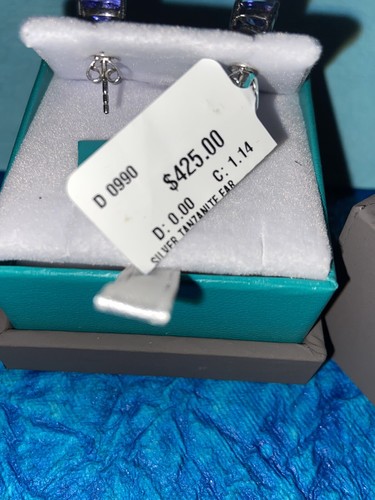 D 0990
$425.00
D: 0.00 C: 1.14
SILVER TANZANITE EAR